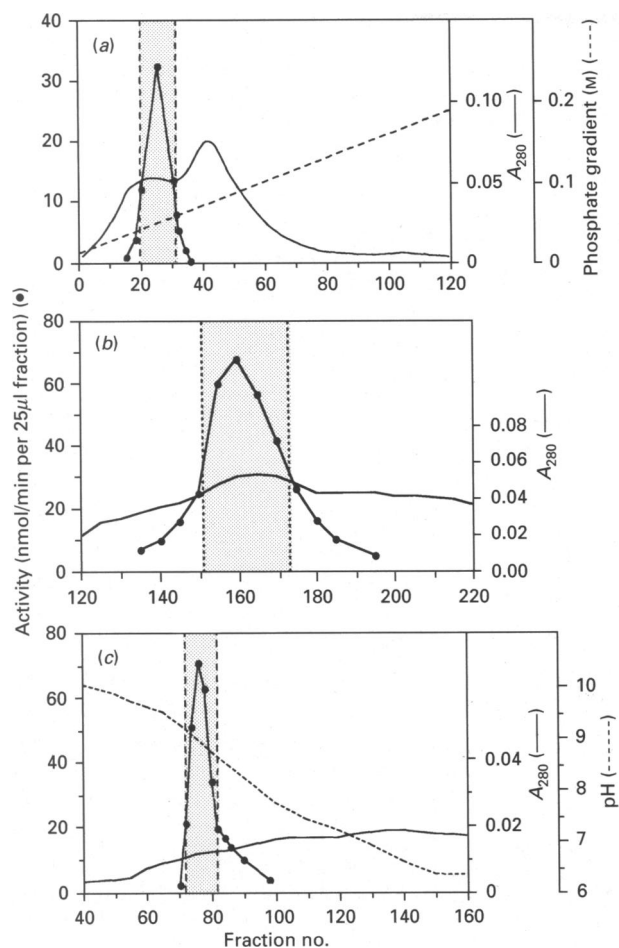 40
30
20
10
0
(a)
0 20 40 60 80 100 120
0.10
0.05
0
A280 (——)
0.2
0.1
0
Phosphate gradient (M) (----)
Activity (nmol/min per 25μl fraction) (●)
80
60
40
20
0
(b)
120 140 160 180 200 220
0.08
0.06
0.04
0.02
0.00
A280 (——)
80
60
40
20
0
(c)
40 60 80 100 120 140 160
0.04
0.02
0
A280 (——)
10
9
8
7
6
pH (-----)
Fraction no.